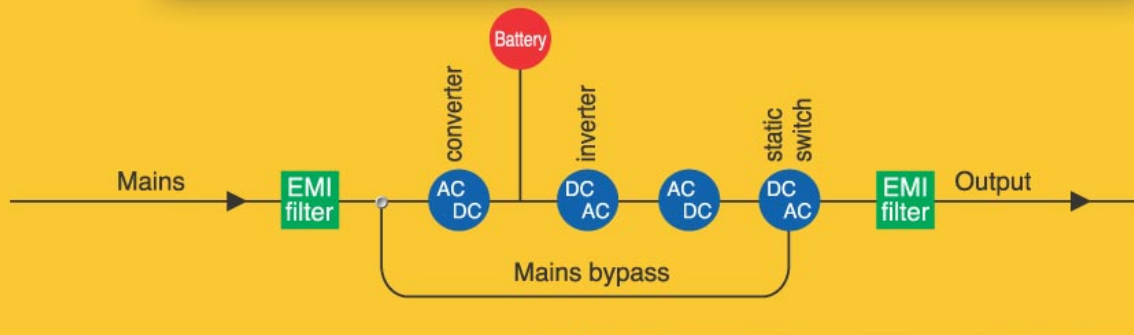 Battery
converter
inverter
static
switch
Mains
EMI
filter
AC
DC
DC
AC
AC
DC
DC
AC
EMI
filter
Output
Mains bypass